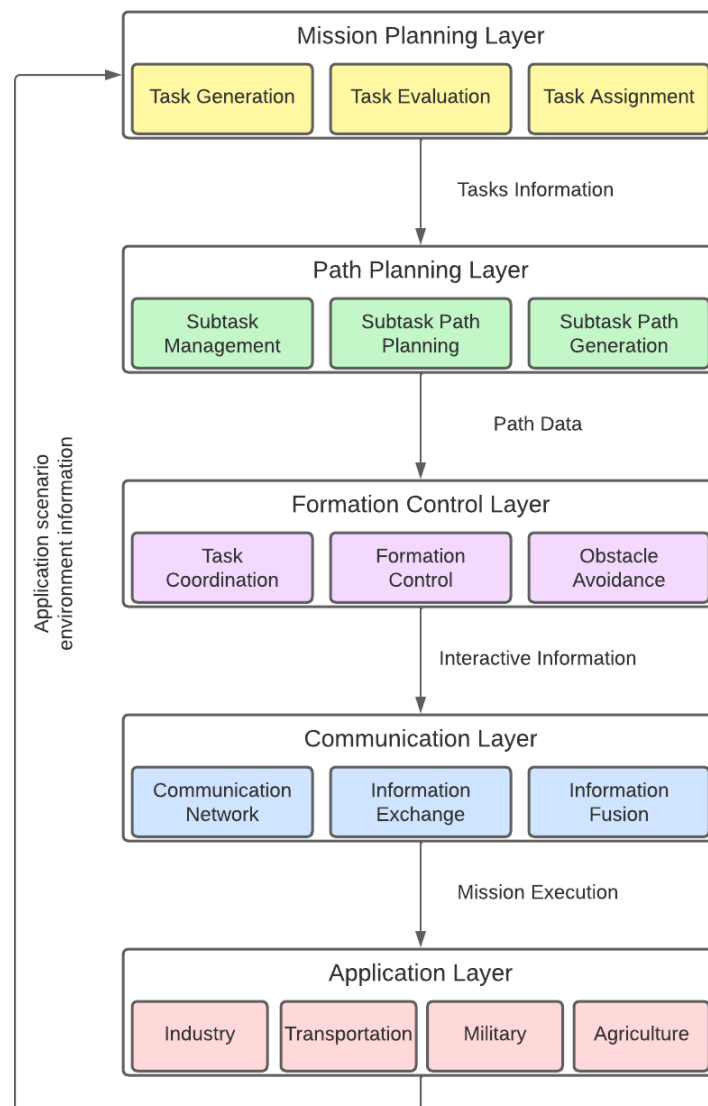 Mission Planning Layer
Task Generation
Task Evaluation
Task Assignment
Tasks Information
Path Planning Layer
Subtask
Management
Subtask Path
Planning
Subtask Path
Generation
Path Data
Formation Control Layer
Task
Coordination
Formation
Control
Obstacle
Avoidance
Interactive Information
Communication Layer
Communication
Network
Information
Exchange
Information
Fusion
Mission Execution
Application Layer
Industry
Transportation
Military
Agriculture
Application scenario
environment information